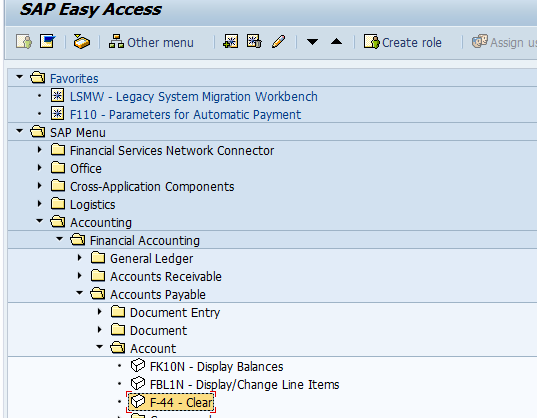 SAP Easy Access
Other menu Create role Assign us
Favorites
LSMW - Legacy System Migration Workbench
F110 - Parameters for Automatic Payment
SAP Menu
Financial Services Network Connector
Office
Cross-Application Components
Logistics
Accounting
Financial Accounting
General Ledger
Accounts Receivable
Accounts Payable
Document Entry
Document
Account
FK10N - Display Balances
FBL1N - Display/Change Line Items
F-44 - Clear